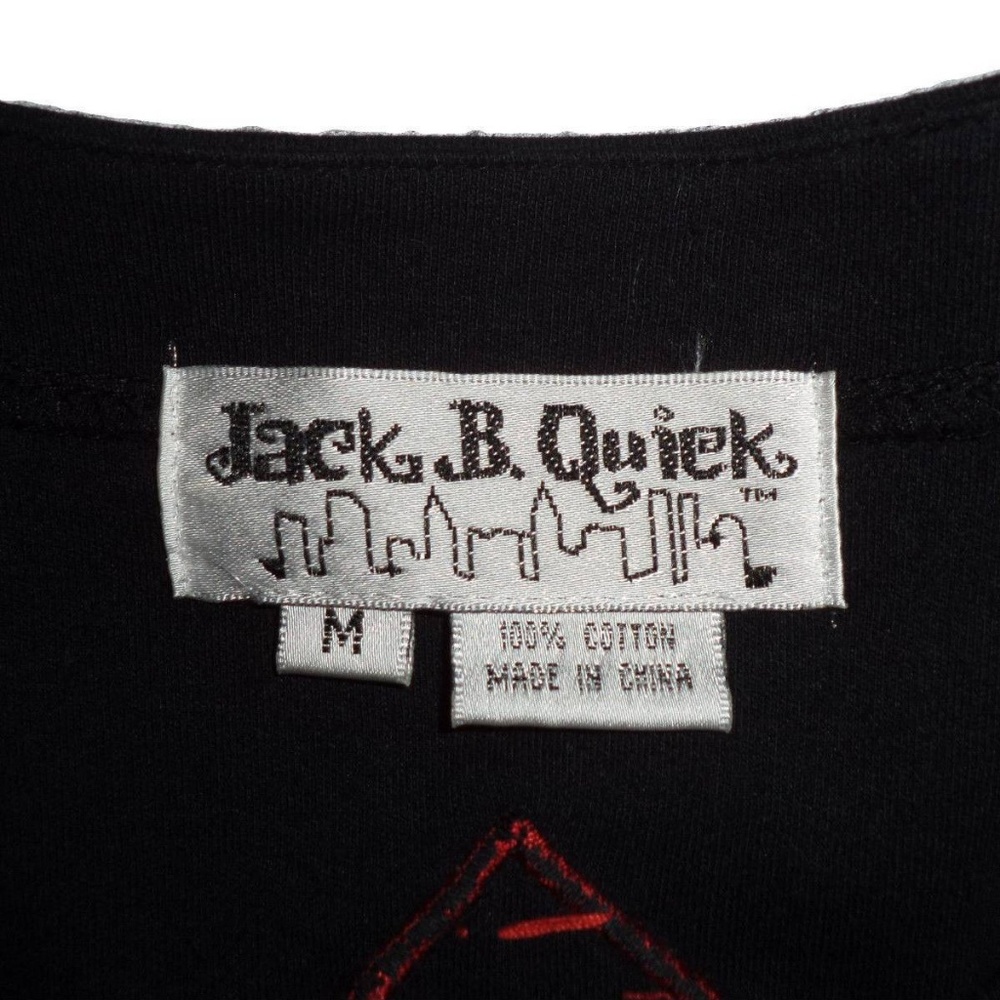 Jack B. Quick
™
M
100% COTTON
MADE IN CHINA